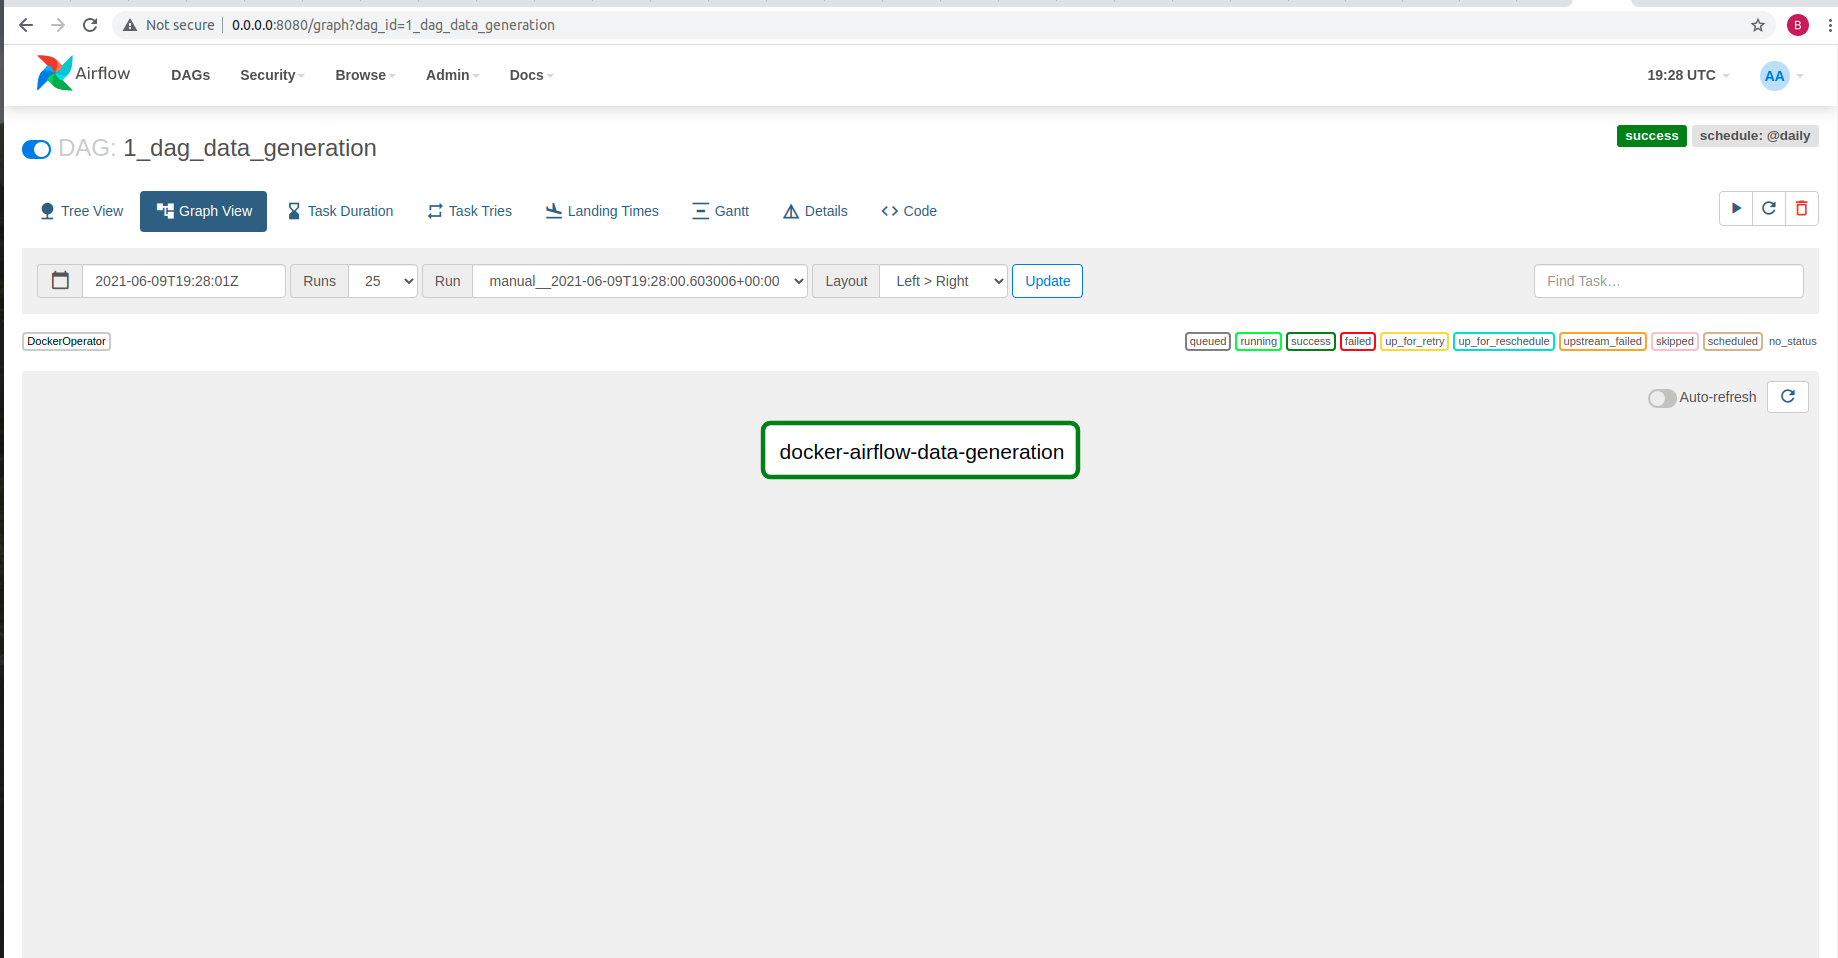 Not secure | 0.0.0.0:8080/graph?dag_id=1_dag_data_generation B
Airflow DAGs Security Browse Admin Docs 19:28 UTC AA
DAG: 1_dag_data_generation success schedule: @daily
Tree View Graph View Task Duration Task Tries Landing Times Gantt Details Code
2021-06-09T19:28:01Z Runs 25 Run manual__2021-06-09T19:28:00.603006+00:00 Layout Left > Right Update Find Task...
DockerOperator queued running success failed up_for_retry up_for_reschedule upstream_failed skipped scheduled no_status
Auto-refresh
docker-airflow-data-generation